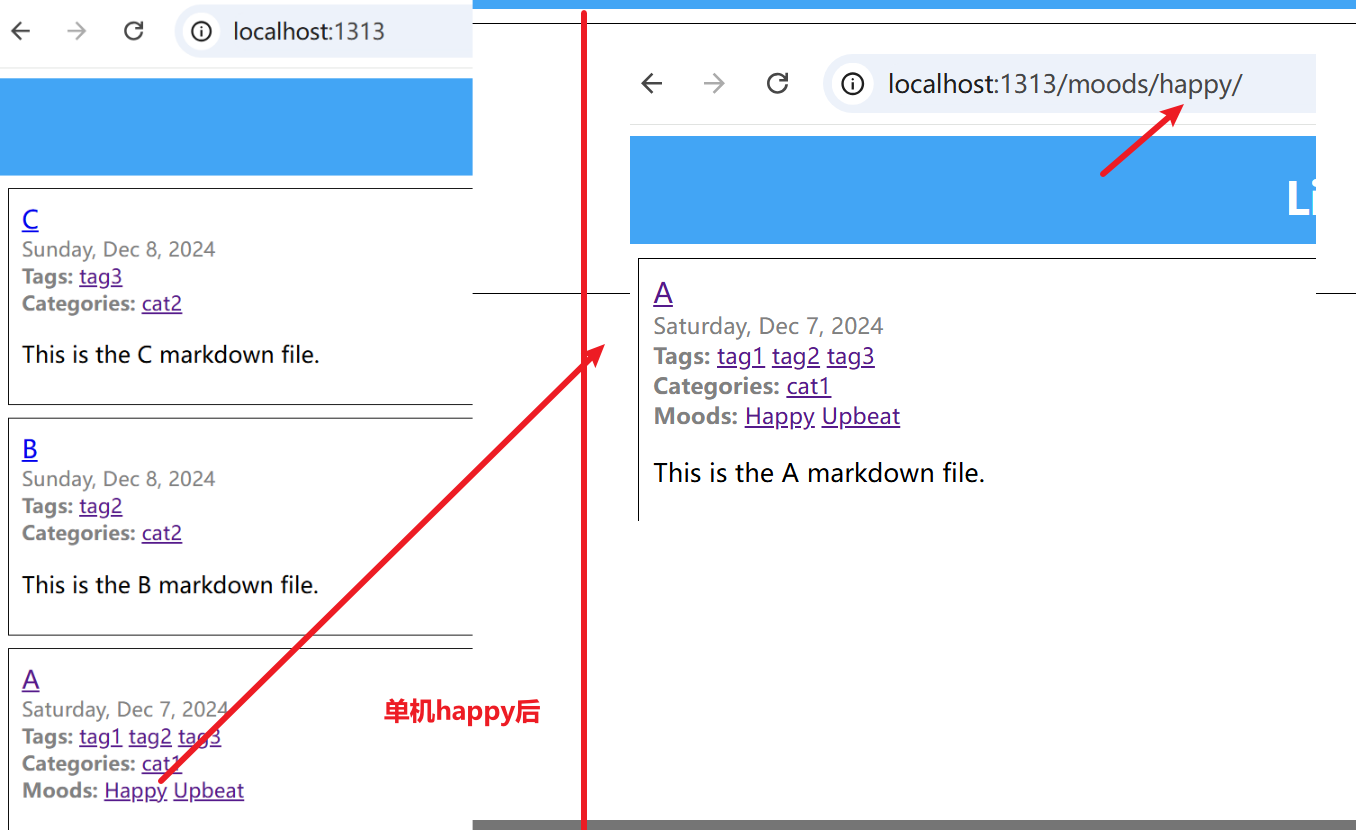 localhost:1313
C
Sunday, Dec 8, 2024
Tags: tag3
Categories: cat2
This is the C markdown file.
B
Sunday, Dec 8, 2024
Tags: tag2
Categories: cat2
This is the B markdown file.
A
Saturday, Dec 7, 2024
Tags: tag1 tag2 tag3
Categories: cat1
Moods: Happy Upbeat
单机happy后
localhost:1313/moods/happy/
Li
A
Saturday, Dec 7, 2024
Tags: tag1 tag2 tag3
Categories: cat1
Moods: Happy Upbeat
This is the A markdown file.